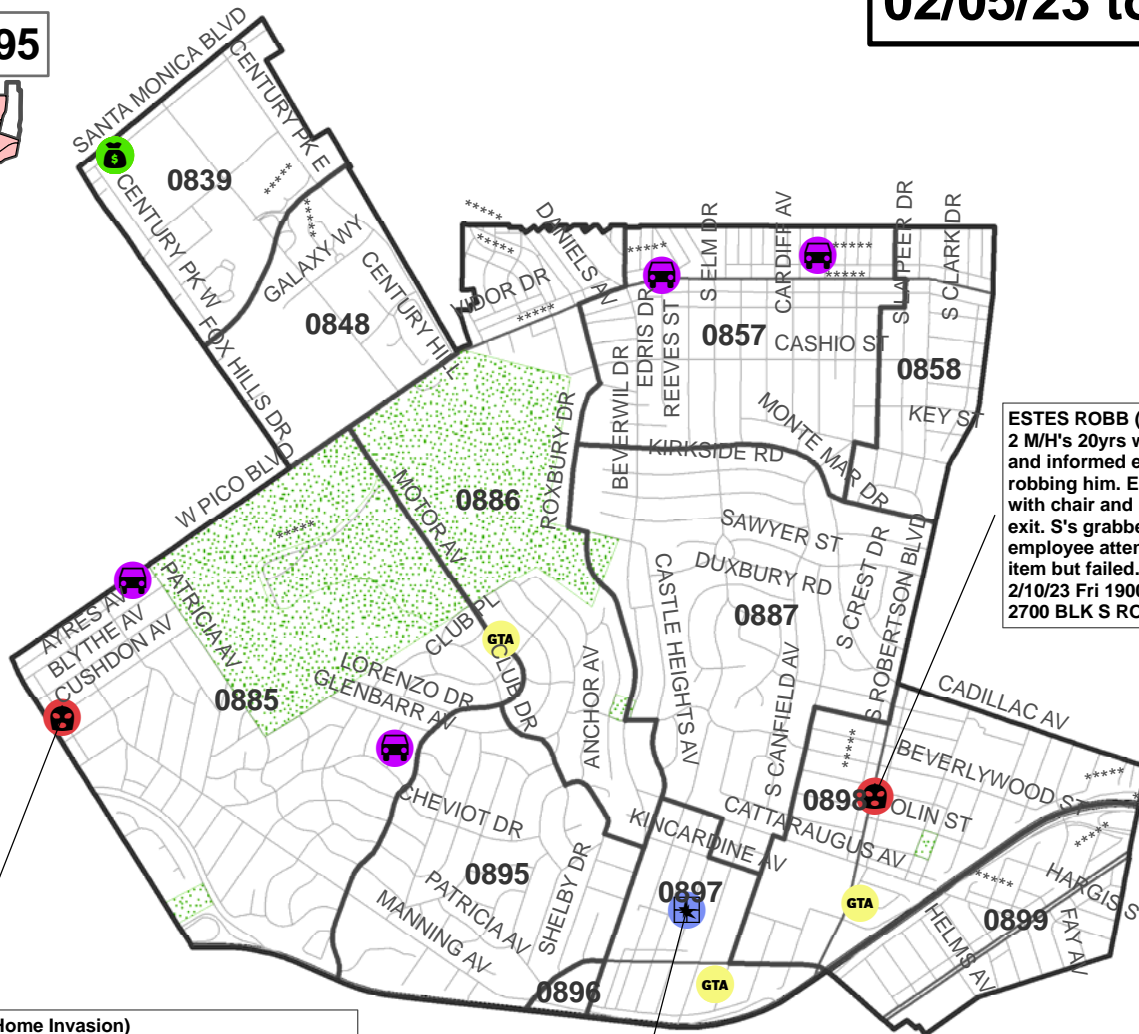 02/05/23 to
95
SANTA MONICA BLVD
CENTURY PK E
0839
*****
*****
CENTURY PK W
GALAXY WY
CENTURY HILL
0848
FOX HILLS DR
W PICO BLVD
*****
*****
DANIELS AV
VIDOR DR
*****
*****
S ELM DR
CARDIFF AV
*****
*****
S LAPEER DR
S CLARK DR
EDRIS DR
REEVES ST
BEVERWIL DR
0857
CASHIO ST
0858
KEY ST
MONTE MAR DR
KIRKSIDE RD
ROXBURY DR
0886
MOTOR AV
*****
SAWYER ST
DUXBURY RD
S CREST DR
S ROBERTSON BLVD
CASTLE HEIGHTS AV
0887
S CANFIELD AV
ESTES ROBB (
2 M/H's 20yrs w
and informed e
robbing him. E
with chair and
exit. S's grabbe
employee atter
item but failed.
2/10/23 Fri 1900
2700 BLK S RO
AYRES AV
BLYTHE AV
CUSHDON AV
PATRICIA AV
0885
CLUB PL
GTA
CLUB DR
LORENZO DR
GLENBARR AV
ANCHOR AV
CADILLAC AV
*****
BEVERLYWOOD ST
*****
0898
OLIN ST
CATTARAUGUS AV
KINCARDINE AV
CHEVIOT DR
0895
PATRICIA AV
MANNING AV
SHELBY DR
0897
GTA
*****
*****
HARGIS S
0899
HELMS AV
FAY AV
0896
GTA
Home Invasion)